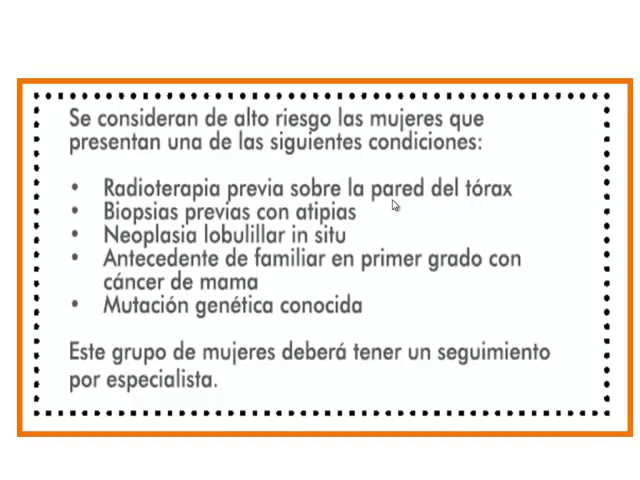 Se consideran de alto riesgo las mujeres que
presentan una de las siguientes condiciones:
• Radioterapia previa sobre la pared del tórax
• Biopsias previas con atipias
• Neoplasia lobulillar in situ
• Antecedente de familiar en primer grado con
cáncer de mama
• Mutación genética conocida
Este grupo de mujeres deberá tener un seguimiento
por especialista.